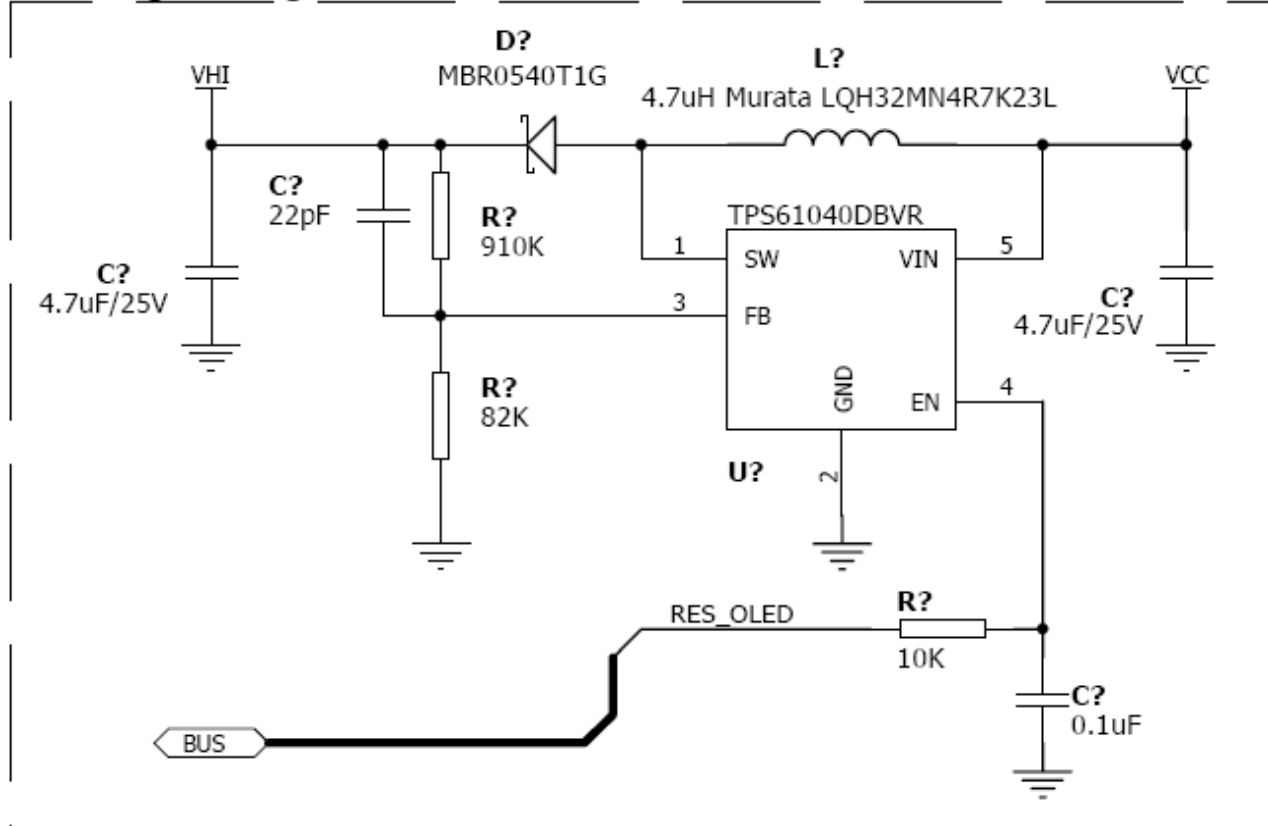 D?
MBR0540T1G
L?
4.7uH Murata LQH32MN4R7K23L
VHI
VCC
C?
22pF
R?
910K
TPS61040DBVR
1
SW
VIN
5
C?
4.7uF/25V
3
FB
C?
4.7uF/25V
R?
82K
GND
EN
4
U?
2
RES_OLED
R?
10K
C?
0.1uF
BUS